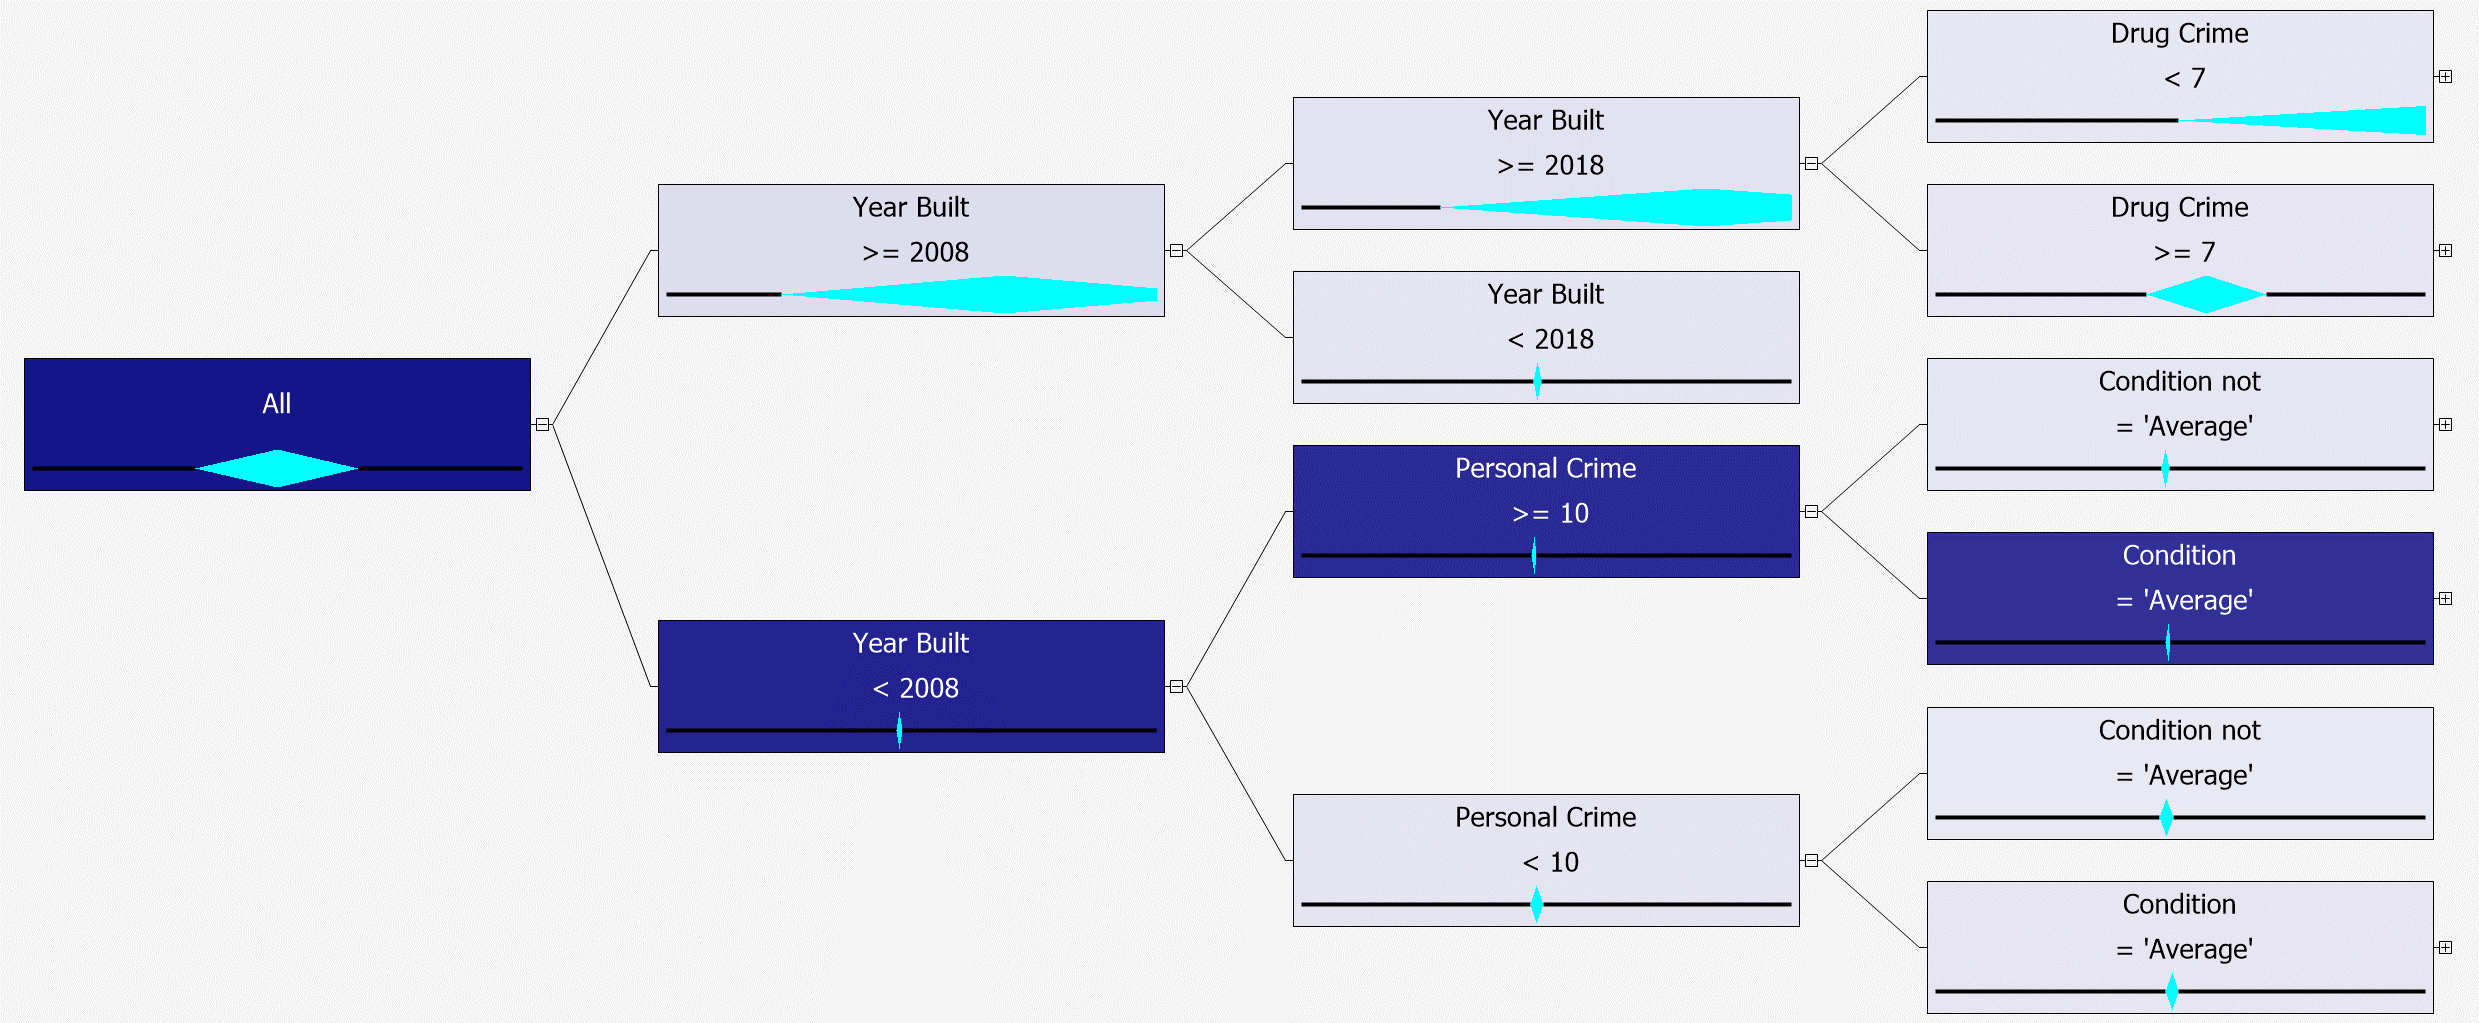 All
Year Built
>= 2008
Year Built
< 2008
Year Built
>= 2018
Year Built
< 2018
Personal Crime
>= 10
Personal Crime
< 10
Drug Crime
< 7
Drug Crime
>= 7
Condition not
= 'Average'
Condition
= 'Average'
Condition not
= 'Average'
Condition
= 'Average'